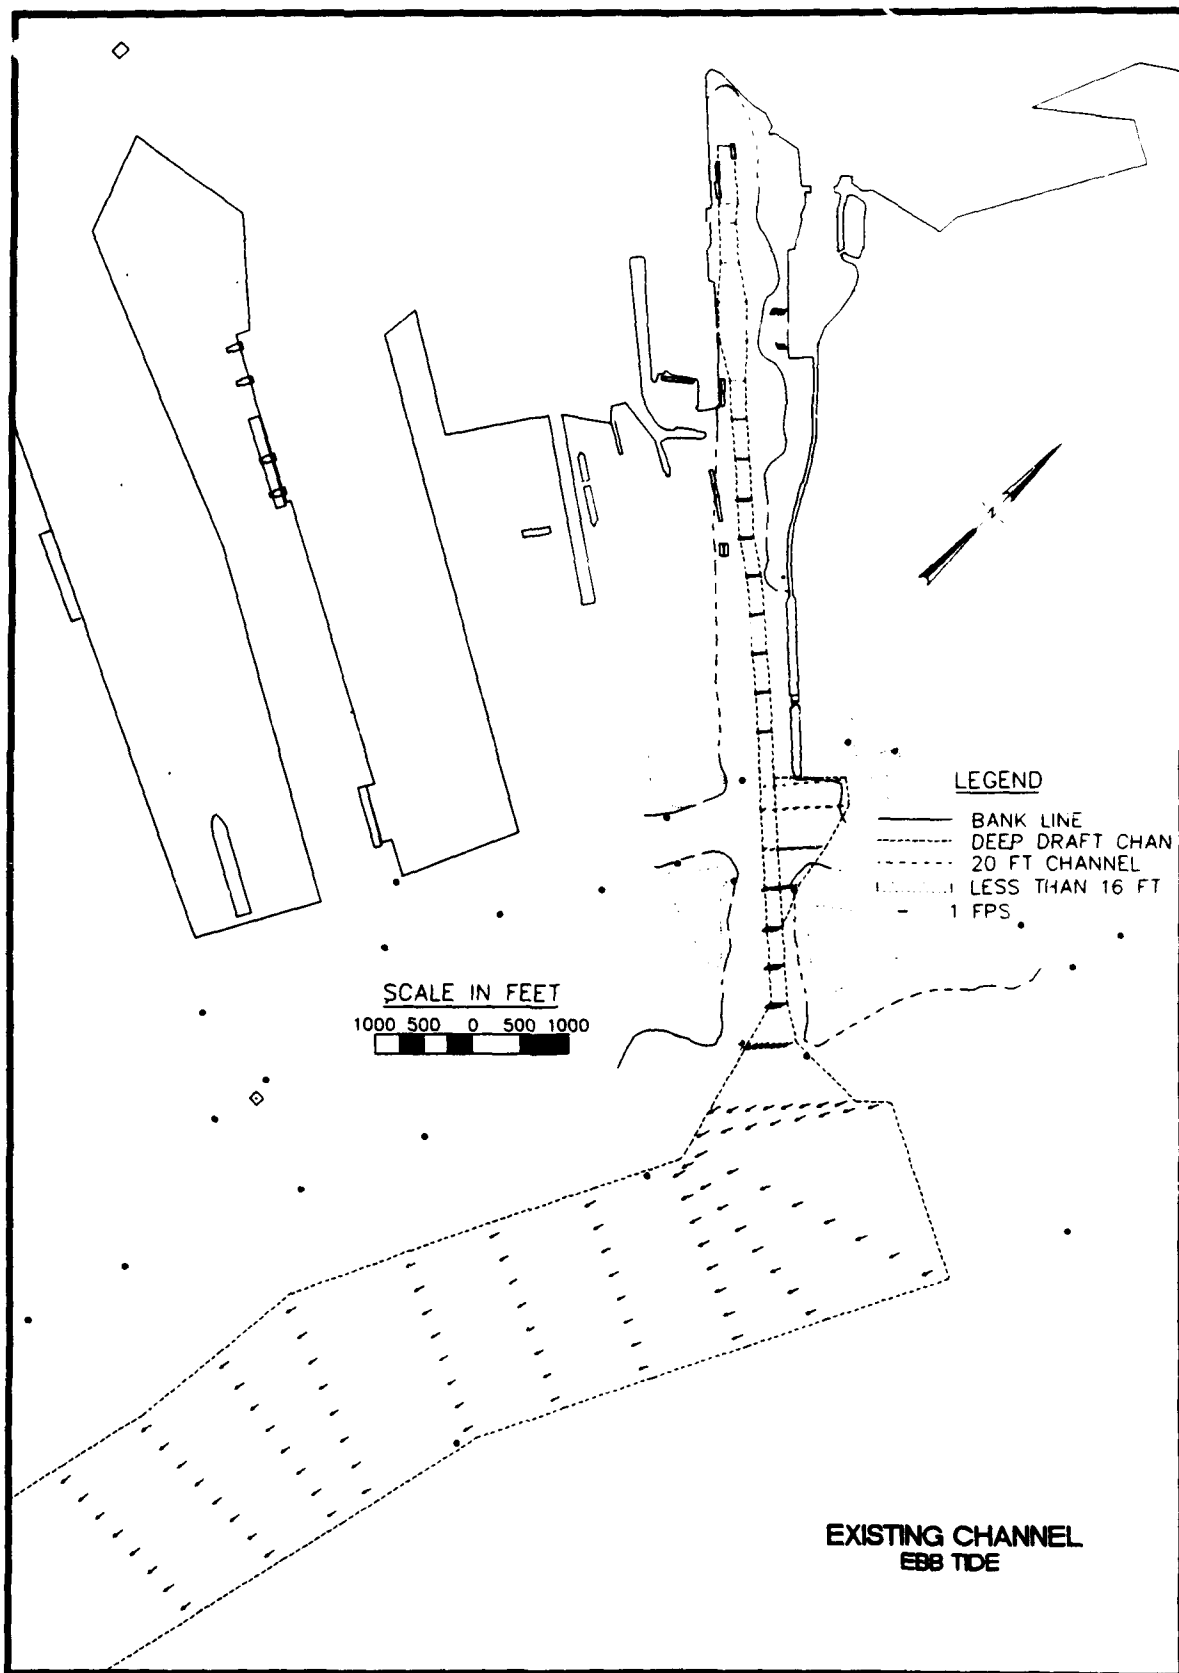 N
LEGEND
BANK LINE
DEEP DRAFT CHAN
20 FT CHANNEL
LESS THAN 16 FT
1 FPS
SCALE IN FEET
1000 500 0 500 1000
EXISTING CHANNEL
EBB TIDE